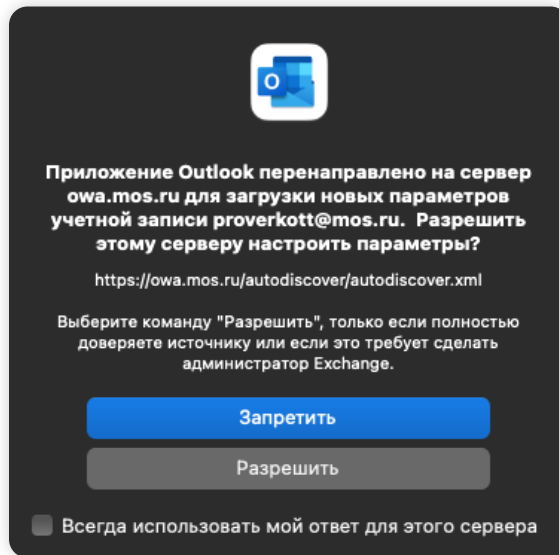 Приложение Outlook перенаправлено на сервер
owa.mos.ru для загрузки новых параметров
учетной записи proverkott@mos.ru. Разрешить
этому серверу настроить параметры?
https://owa.mos.ru/autodiscover/autodiscover.xml
Выберите команду "Разрешить", только если полностью
доверяете источнику или если это требует сделать
администратор Exchange.
Запретить
Разрешить
Всегда использовать мой ответ для этого сервера